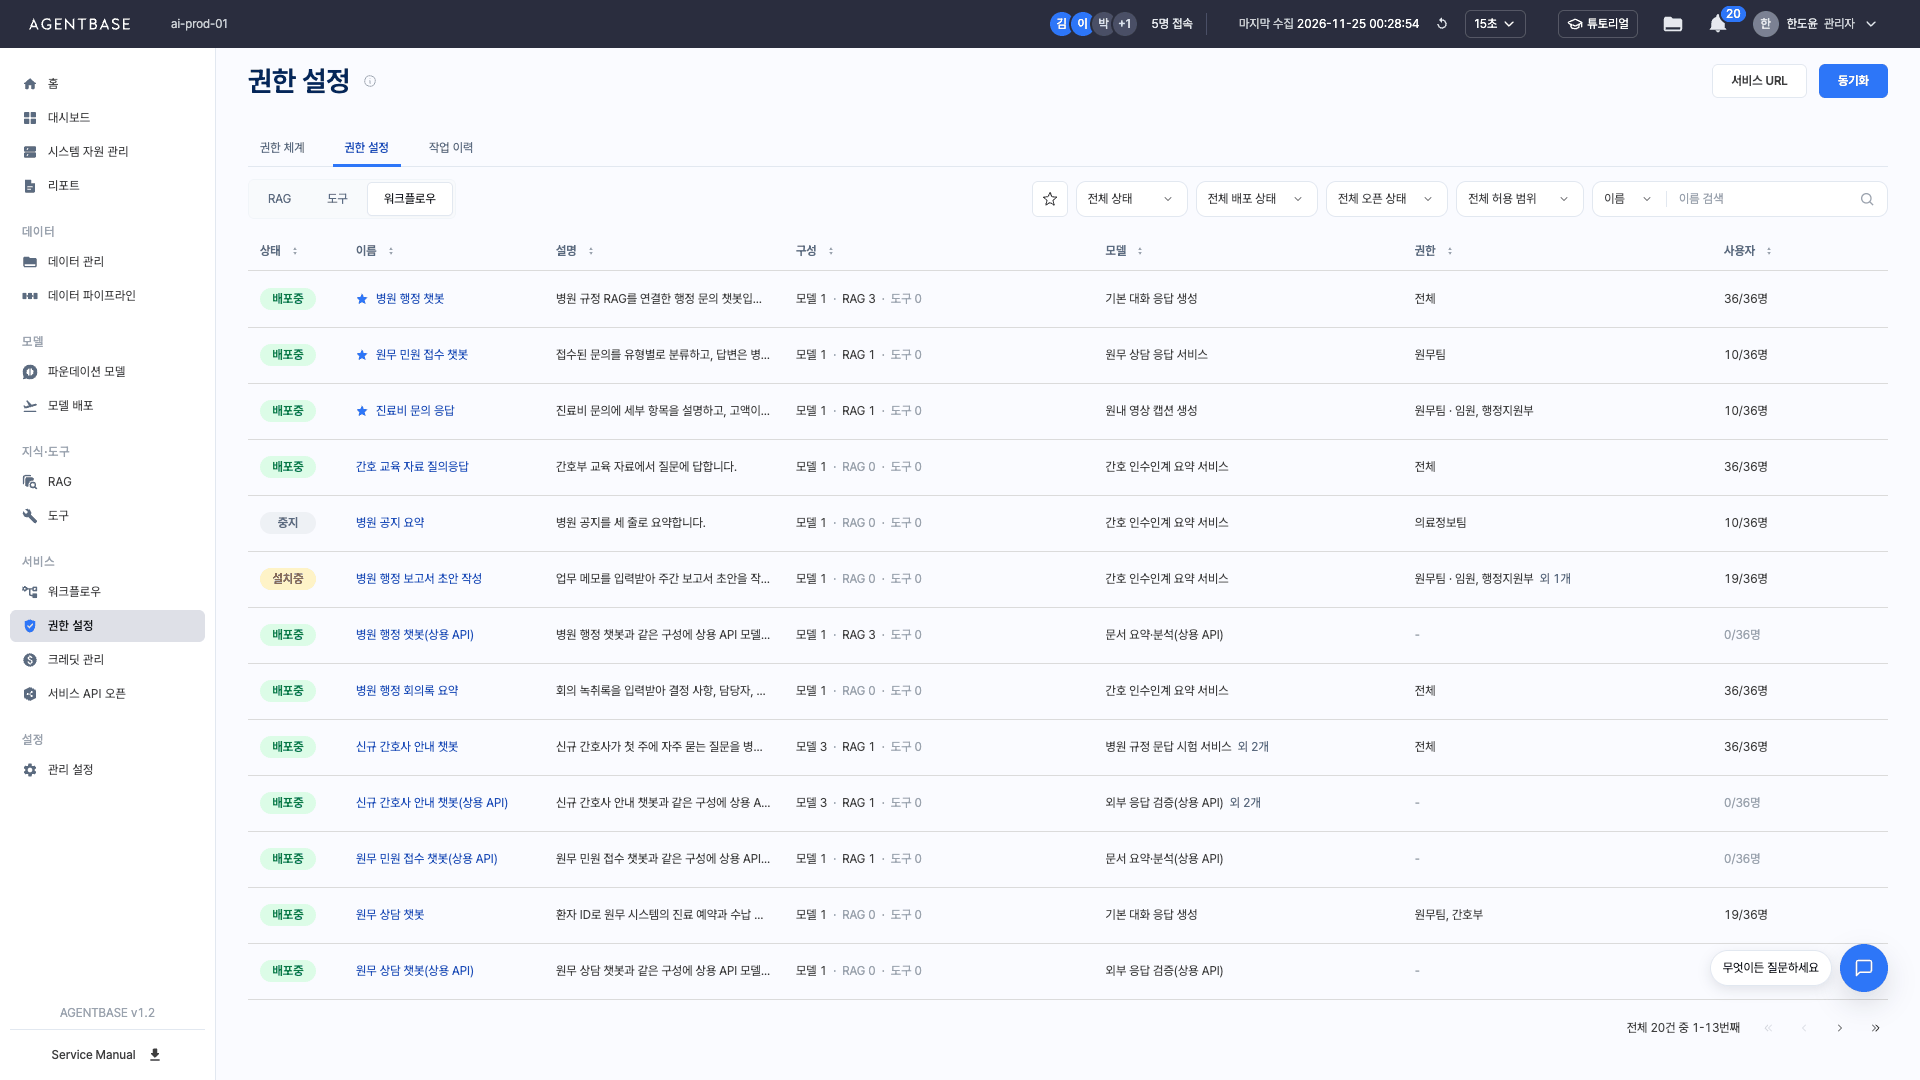 AGENTBASE ai-prod-01 김 이 박 +1 5명 접속 마지막 수집 2026-11-25 00:28:54 15초 튜토리얼 20 한 한도윤 관리자
홈
대시보드
시스템 자원 관리
리포트
데이터
데이터 관리
데이터 파이프라인
모델
파운데이션 모델
모델 배포
지식·도구
RAG
도구
서비스
워크플로우
권한 설정
크레딧 관리
서비스 API 오픈
설정
관리 설정
AGENTBASE v1.2
Service Manual
권한 설정 서비스 URL 동기화
권한 체계 권한 설정 작업 이력
RAG 도구 워크플로우 전체 상태 전체 배포 상태 전체 오픈 상태 전체 허용 범위 이름 이름 검색
상태 이름 설명 구성 모델 권한 사용자
배포중 병원 행정 챗봇 병원 규정 RAG를 연결한 행정 문의 챗봇입... 모델 1 · RAG 3 · 도구 0 기본 대화 응답 생성 전체 36/36명
배포중 원무 민원 접수 챗봇 접수된 문의를 유형별로 분류하고, 답변은 병... 모델 1 · RAG 1 · 도구 0 원무 상담 응답 서비스 원무팀 10/36명
배포중 진료비 문의 응답 진료비 문의에 세부 항목을 설명하고, 고액이... 모델 1 · RAG 1 · 도구 0 원내 영상 캡션 생성 원무팀 · 임원, 행정지원부 10/36명
배포중 간호 교육 자료 질의응답 간호부 교육 자료에서 질문에 답합니다. 모델 1 · RAG 0 · 도구 0 간호 인수인계 요약 서비스 전체 36/36명
중지 병원 공지 요약 병원 공지를 세 줄로 요약합니다. 모델 1 · RAG 0 · 도구 0 간호 인수인계 요약 서비스 의료정보팀 10/36명
설치중 병원 행정 보고서 초안 작성 업무 메모를 입력받아 주간 보고서 초안을 작... 모델 1 · RAG 0 · 도구 0 간호 인수인계 요약 서비스 원무팀 · 임원, 행정지원부 외 1개 19/36명
배포중 병원 행정 챗봇(상용 API) 병원 행정 챗봇과 같은 구성에 상용 API 모델... 모델 1 · RAG 3 · 도구 0 문서 요약·분석(상용 API) - 0/36명
배포중 병원 행정 회의록 요약 회의 녹취록을 입력받아 결정 사항, 담당자, ... 모델 1 · RAG 0 · 도구 0 간호 인수인계 요약 서비스 전체 36/36명
배포중 신규 간호사 안내 챗봇 신규 간호사가 첫 주에 자주 묻는 질문을 병... 모델 3 · RAG 1 · 도구 0 병원 규정 문답 시험 서비스 외 2개 전체 36/36명
배포중 신규 간호사 안내 챗봇(상용 API) 신규 간호사 안내 챗봇과 같은 구성에 상용 A... 모델 3 · RAG 1 · 도구 0 외부 응답 검증(상용 API) 외 2개 - 0/36명
배포중 원무 민원 접수 챗봇(상용 API) 원무 민원 접수 챗봇과 같은 구성에 상용 API... 모델 1 · RAG 1 · 도구 0 문서 요약·분석(상용 API) - 0/36명
배포중 원무 상담 챗봇 환자 ID로 원무 시스템의 진료 예약과 수납 ... 모델 1 · RAG 0 · 도구 0 기본 대화 응답 생성 원무팀, 간호부 19/36명
배포중 원무 상담 챗봇(상용 API) 원무 상담 챗봇과 같은 구성에 상용 API 모델... 모델 1 · RAG 0 · 도구 0 외부 응답 검증(상용 API) -
무엇이든 질문하세요
전체 20건 중 1-13번째